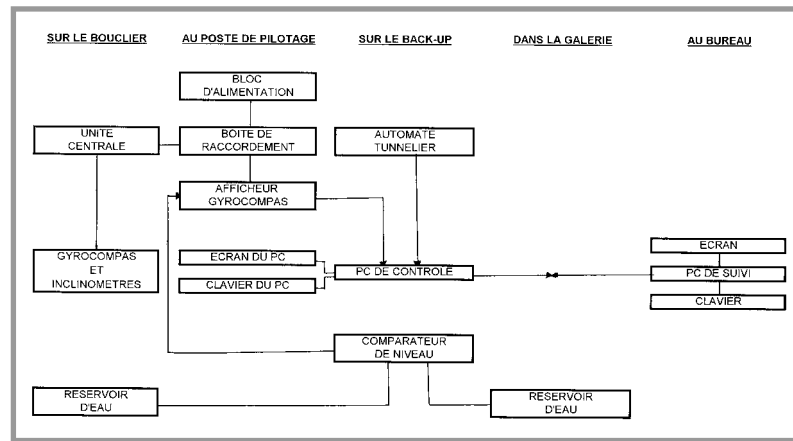 SUR LE BOUCLIER
AU POSTE DE PILOTAGE
SUR LE BACK-UP
DANS LA GALERIE
AU BUREAU
BLOC
D'ALIMENTATION
UNITE
CENTRALE
BOITE DE
RACCORDEMENT
AUTOMATE
TUNNELIER
AFFICHEUR
GYROCOMPAS
GYROCOMPAS
ET
INCLINOMETRES
ECRAN DU PC
CLAVIER DU PC
PC DE CONTROLE
ECRAN
PC DE SUIVI
CLAVIER
COMPARATEUR
DE NIVEAU
RESERVOIR
D'EAU
RESERVOIR
D'EAU